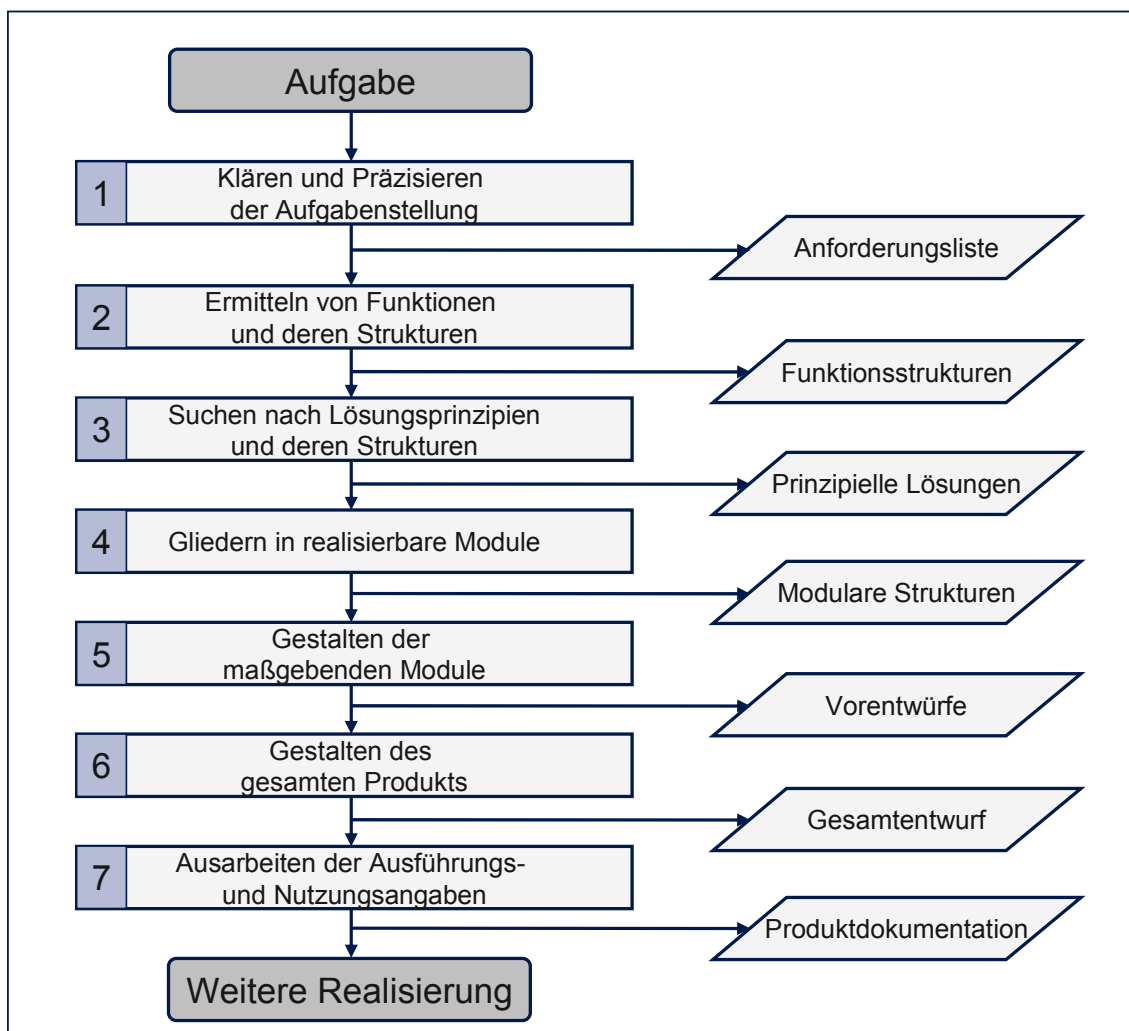 Aufgabe
1
Klären und Präzisieren
der Aufgabenstellung
Anforderungsliste
2
Ermitteln von Funktionen
und deren Strukturen
Funktionsstrukturen
3
Suchen nach Lösungsprinzipien
und deren Strukturen
Prinzipielle Lösungen
4
Gliedern in realisierbare Module
Modulare Strukturen
5
Gestalten der
maßgebenden Module
Vorentwürfe
6
Gestalten des
gesamten Produkts
Gesamtentwurf
7
Ausarbeiten der Ausführungs-
und Nutzungsangaben
Produktdokumentation
Weitere Realisierung